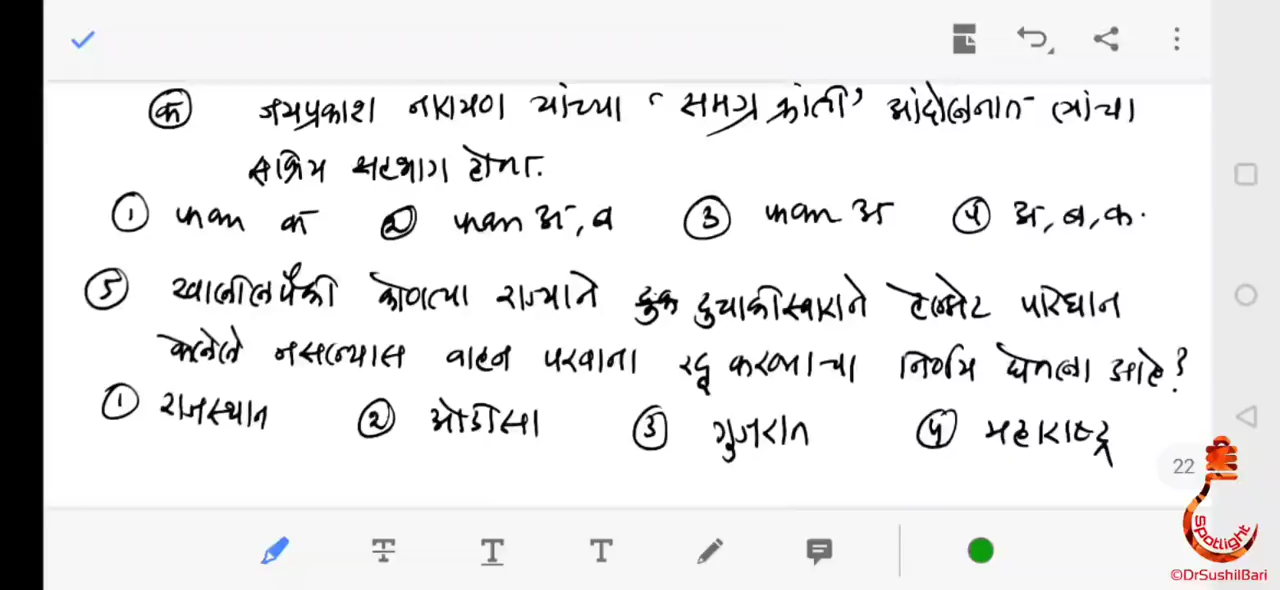 क जयप्रकाश नारायण यांच्या 'समग्र क्रांती' आंदोलनात त्यांचा
सक्रिय सहभाग होता.
① फक्त क ② फक्त अ, ब ③ फक्त अ ④ अ, ब, क.
५ खालीलपैकी कोणत्या राज्याने दुचाकीस्वाराने हेल्मेट परिधान
केलेले नसल्यास वाहन परवाना रद्द करण्याचा निर्णय घेतला आहे?
① राजस्थान ② ओडीसा ③ गुजरात ④ महाराष्ट्र
22
Spotlight
©DrSushilBari